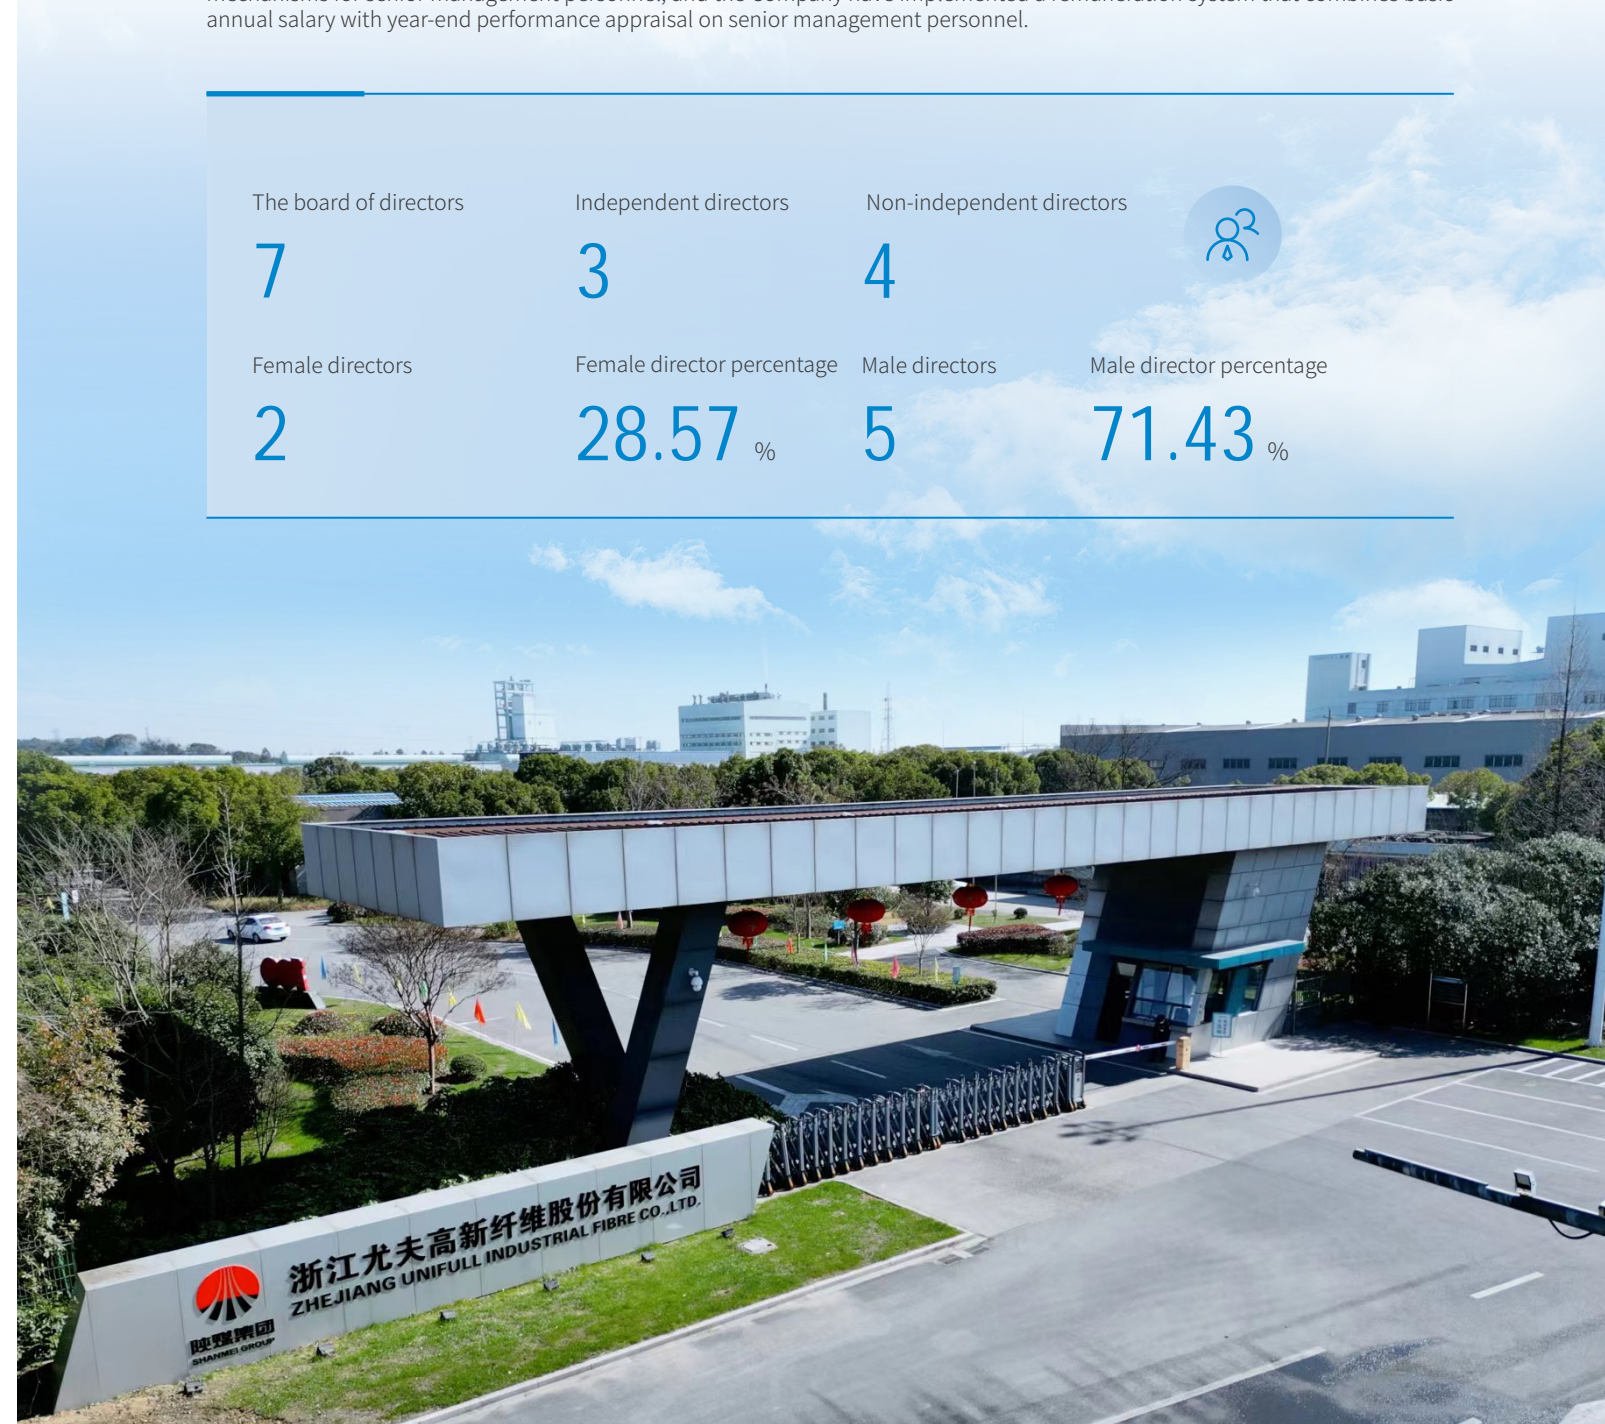 annual salary with year-end performance appraisal on senior management personnel.
The board of directors
7
Independent directors
3
Non-independent directors
4
Female directors
2
Female director percentage
28.57 %
Male directors
5
Male director percentage
71.43 %
浙江尤夫高新纤维股份有限公司
ZHEJIANG UNIFULL INDUSTRIAL FIBRE CO.,LTD.
陕煤集团
SHANMEI GROUP